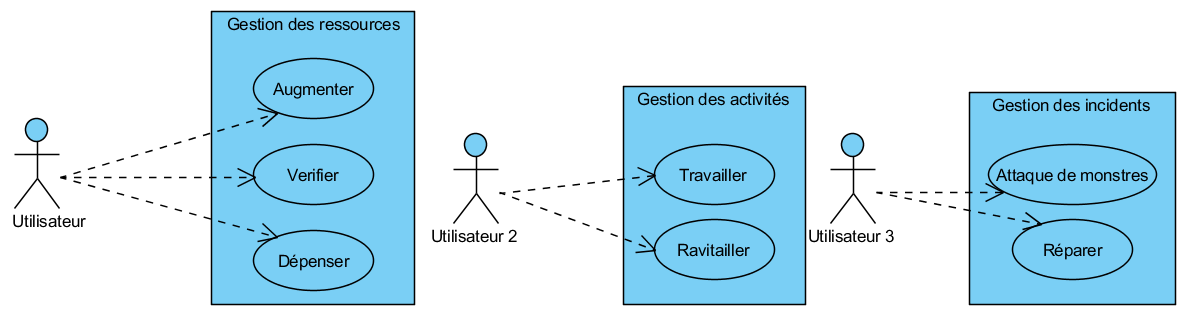 Gestion des ressources
Augmenter
Verifier
Dépenser
Utilisateur
Gestion des activités
Travailler
Ravitailler
Utilisateur 2
Gestion des incidents
Attaque de monstres
Réparer
Utilisateur 3